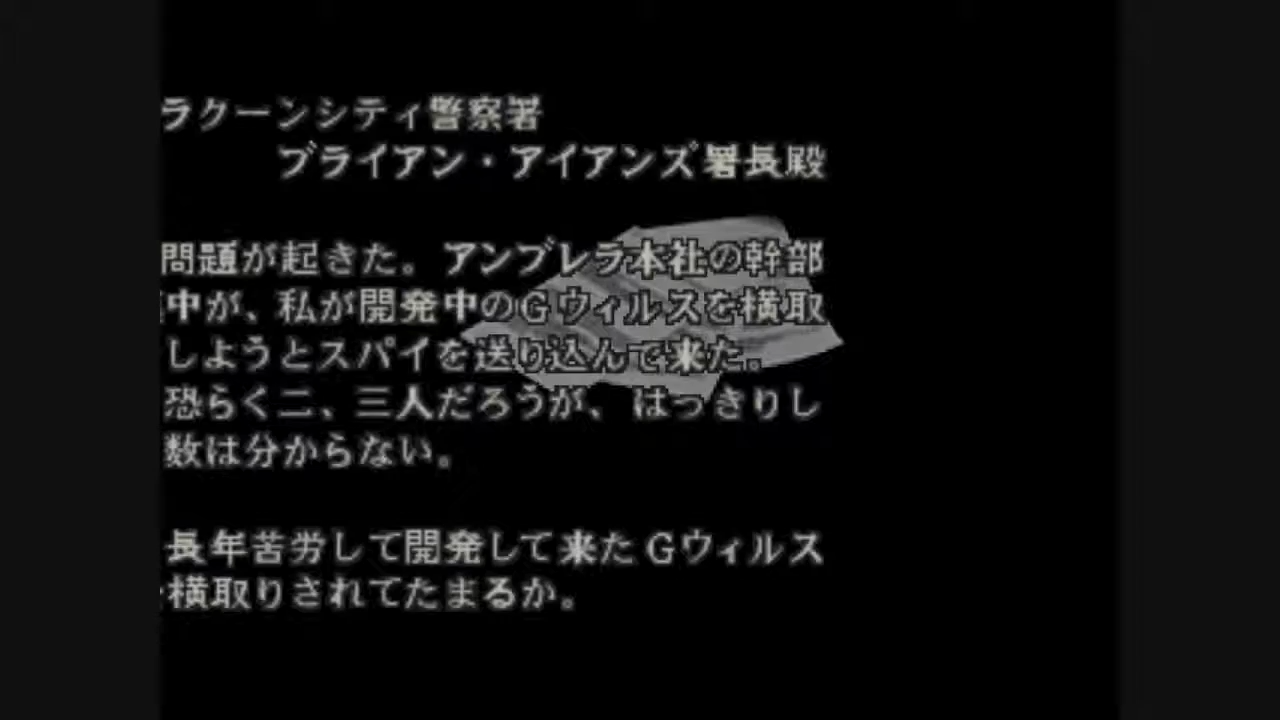 ラクーンシティ警察署
ブライアン・アイアンズ署長殿
問題が起きた。アンブレラ本社の幹部
中が、私が開発中のGウィルスを横取
しようとスパイを送り込んで来た。
恐らく二、三人だろうが、はっきりし
数は分からない。
長年苦労して開発して来たGウィルス
横取りされてたまるか。